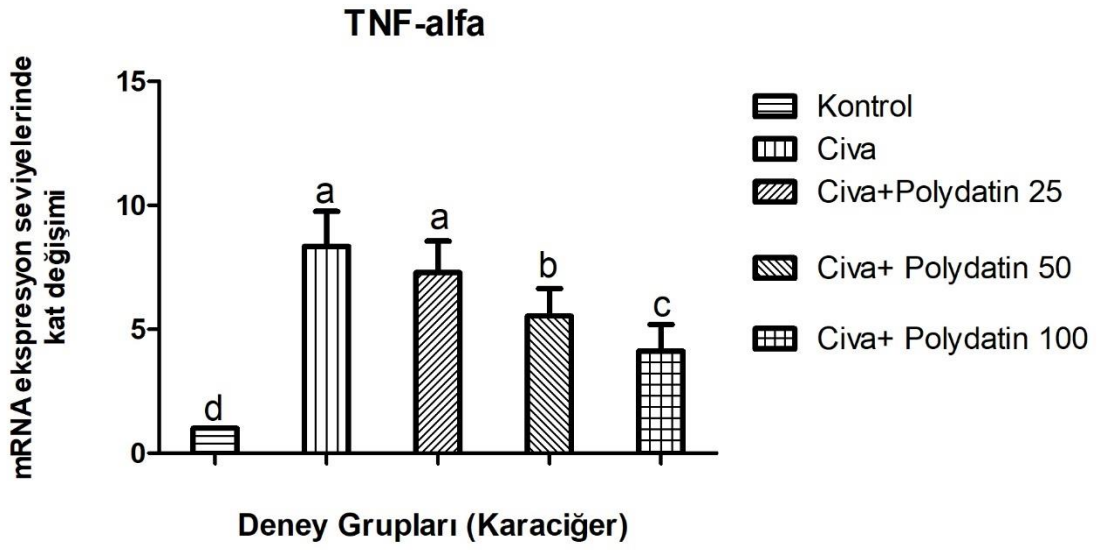 TNF-alfa
mRNA ekspresyon seviyelerinde
kat değişimi
15
10
5
0
d
a
a
b
c
Deney Grupları (Karaciğer)
Kontrol
Civa
Civa+Polydatin 25
Civa+ Polydatin 50
Civa+ Polydatin 100